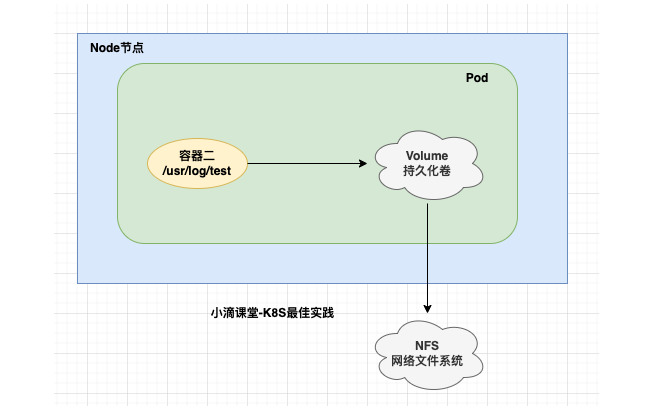 Node节点
Pod
容器二
/usr/log/test
Volume
持久化卷
小滴课堂-K8S最佳实践
NFS
网络文件系统